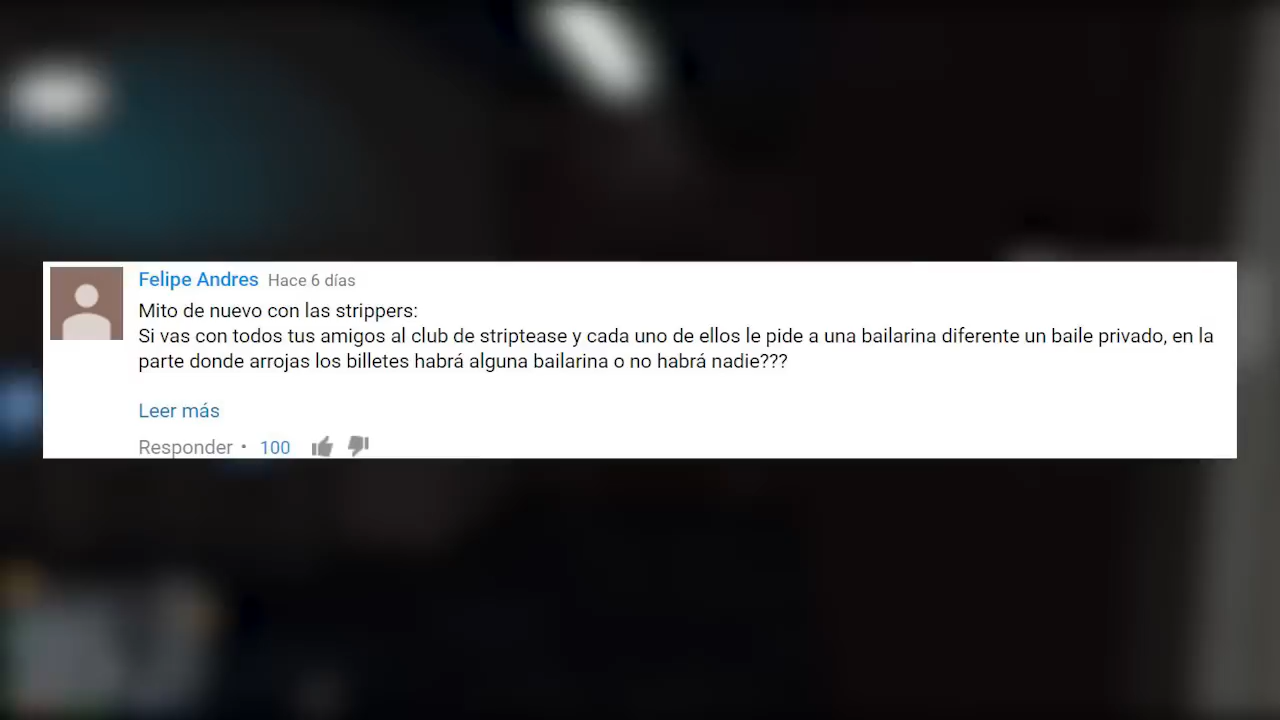 Felipe Andres Hace 6 días
Mito de nuevo con las strippers:
Si vas con todos tus amigos al club de striptease y cada uno de ellos le pide a una bailarina diferente un baile privado, en la
parte donde arrojas los billetes habrá alguna bailarina o no habrá nadie???
Leer más
Responder • 100